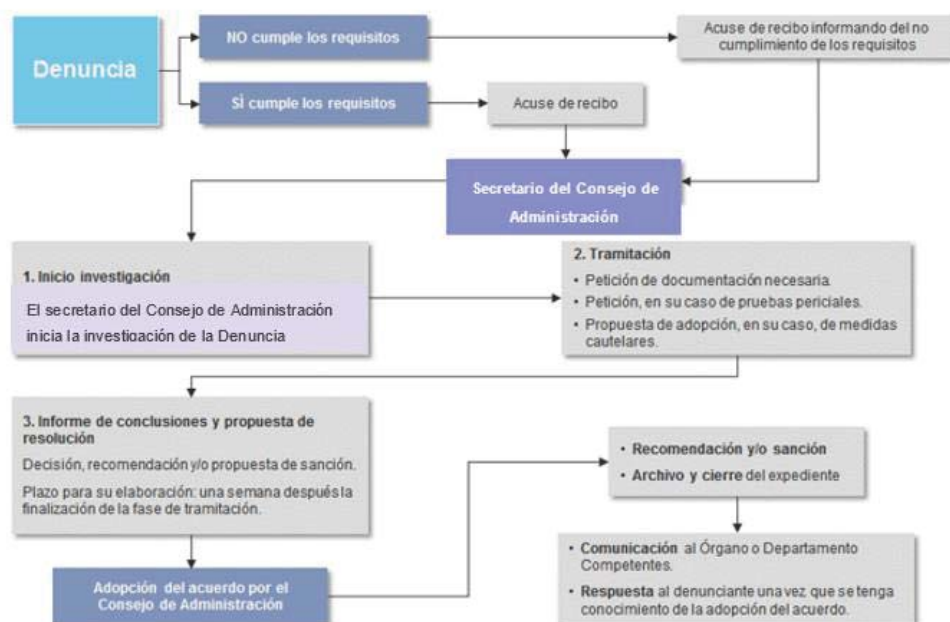 Denuncia
NO cumple los requisitos
Acuse de recibo informando del no
cumplimiento de los requisitos
SÌ cumple los requisitos
Acuse de recibo
Secretario del Consejo de
Administración
1. Inicio investigación
El secretario del Consejo de Administración
inicia la investigación de la Denuncia
2. Tramitación
• Petición de documentación necesaria.
• Petición, en su caso de pruebas periciales.
• Propuesta de adopción, en su caso, de medidas
cautelares.
3. Informe de conclusiones y propuesta de
resolución
Decisión, recomendación y/o propuesta de sanción.
Plazo para su elaboración: una semana después la
finalización de la fase de tramitación.
Adopción del acuerdo por el
Consejo de Administración
• Recomendación y/o sanción
• Archivo y cierre del expediente
• Comunicación al Órgano o Departamento
Competentes.
• Respuesta al denunciante una vez que se tenga
conocimiento de la adopción del acuerdo.